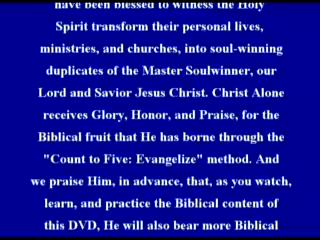 have been blessed to witness the Holy
Spirit transform their personal lives,
ministries, and churches, into soul-winning
duplicates of the Master Soulwinner, our
Lord and Savior Jesus Christ. Christ Alone
receives Glory, Honor, and Praise, for the
Biblical fruit that He has borne through the
"Count to Five: Evangelize" method. And
we praise Him, in advance, that, as you watch,
learn, and practice the Biblical content of
this DVD, He will also bear more Biblical